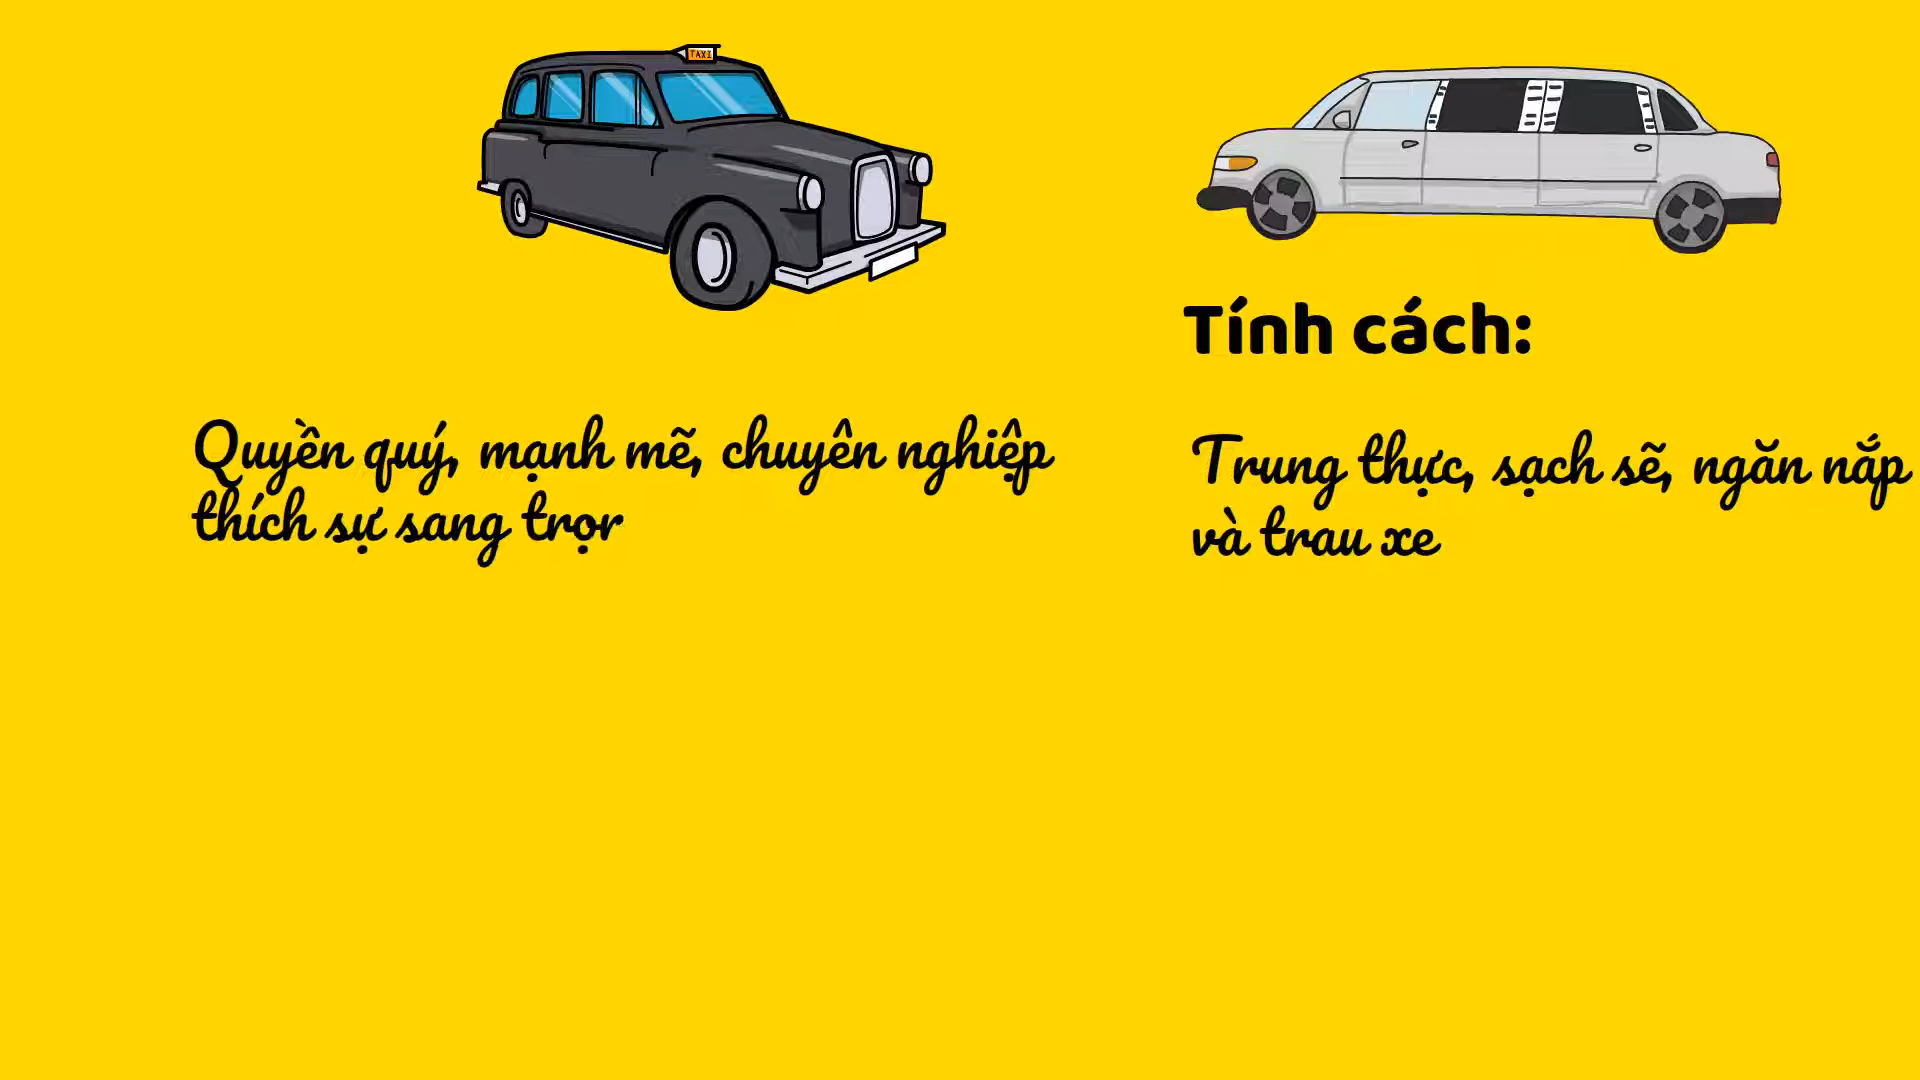 TAXI
Tính cách:
Quyền quý, mạnh mẽ, chuyên nghiệp
thích sự sang trọr
Trung thực, sạch sẽ, ngăn nắp
và trau xe